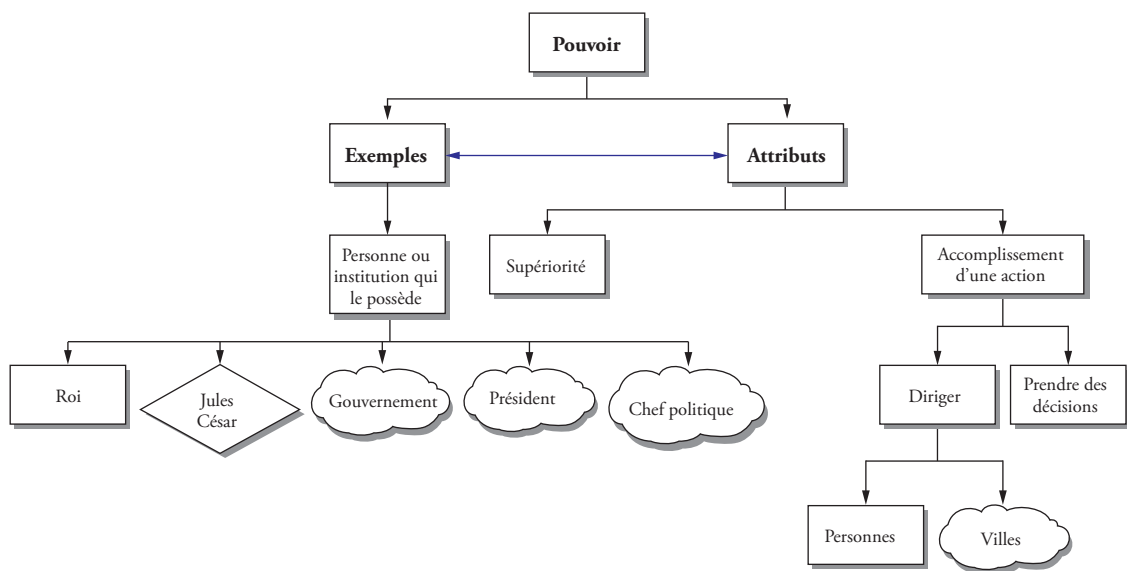 Pouvoir
Exemples
Attributs
Personne ou
institution qui
le possède
Supériorité
Accomplissement
d'une action
Roi
Jules
César
Gouvernement
Président
Chef politique
Diriger
Prendre des
décisions
Personnes
Villes